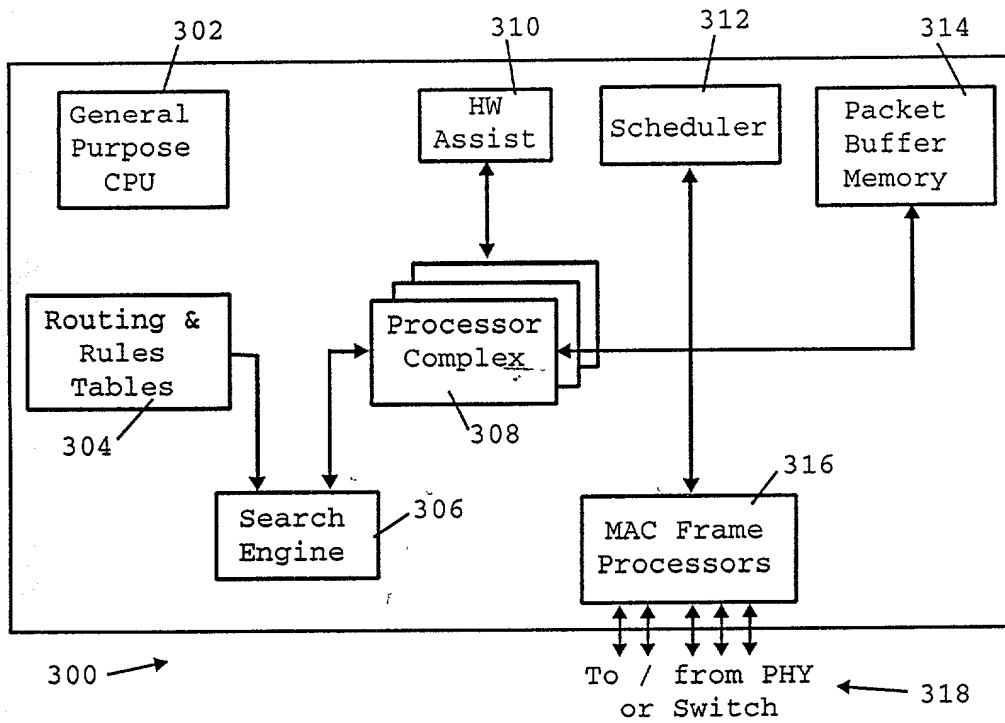 302
310
312
314
General
Purpose
CPU
HW
Assist
Scheduler
Packet
Buffer
Memory
Routing &
Rules
Tables
304
Processor
Complex
308
316
Search
Engine
306
MAC Frame
Processors
300
To / from PHY
or Switch
318